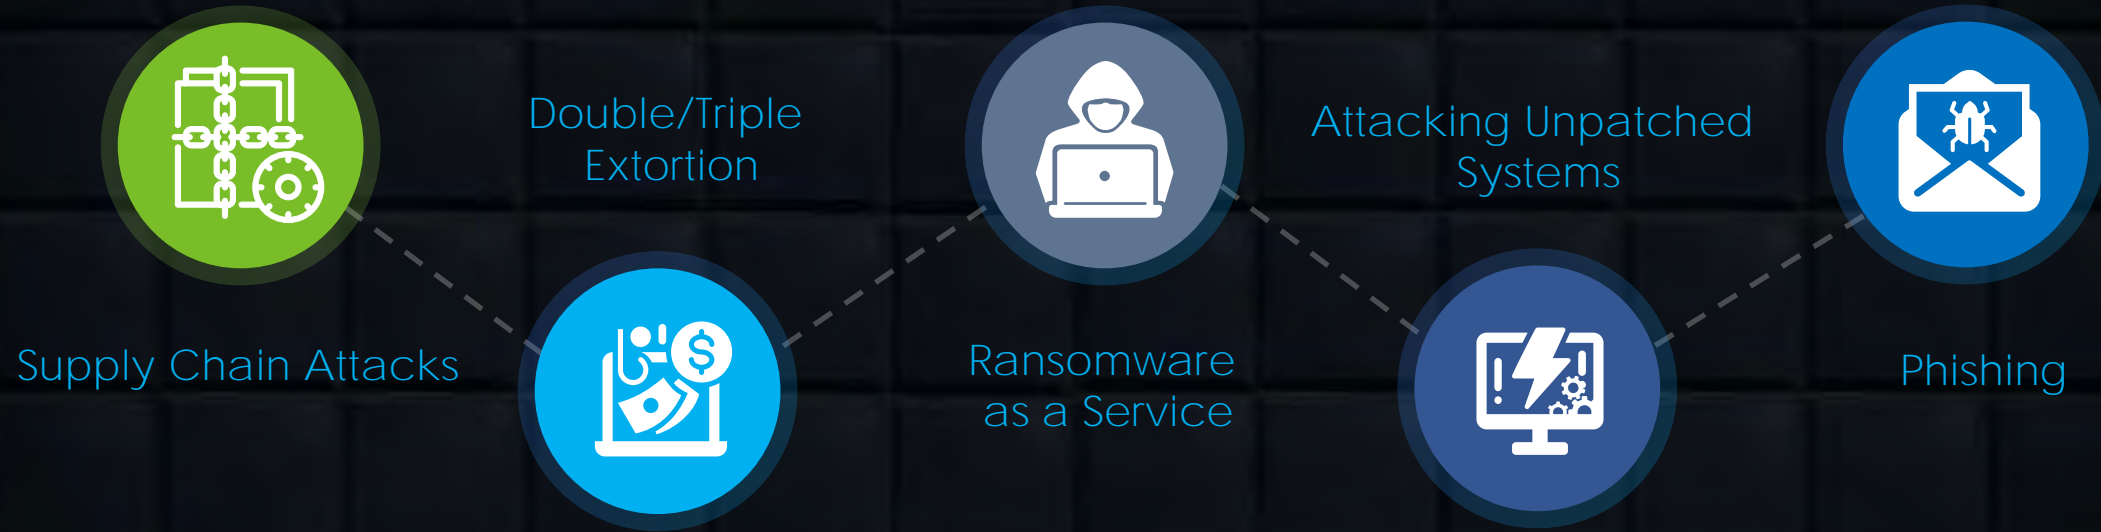 Supply Chain Attacks
Double/Triple
Extortion
Ransomware
as a Service
Attacking Unpatched
Systems
Phishing